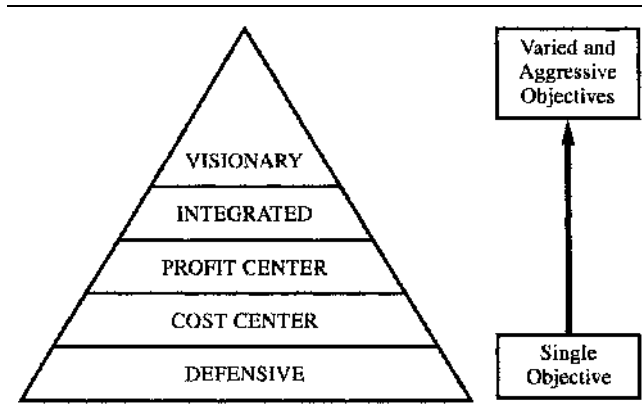 VISIONARY
INTEGRATED
PROFIT CENTER
COST CENTER
DEFENSIVE
Varied and
Aggressive
Objectives
Single
Objective